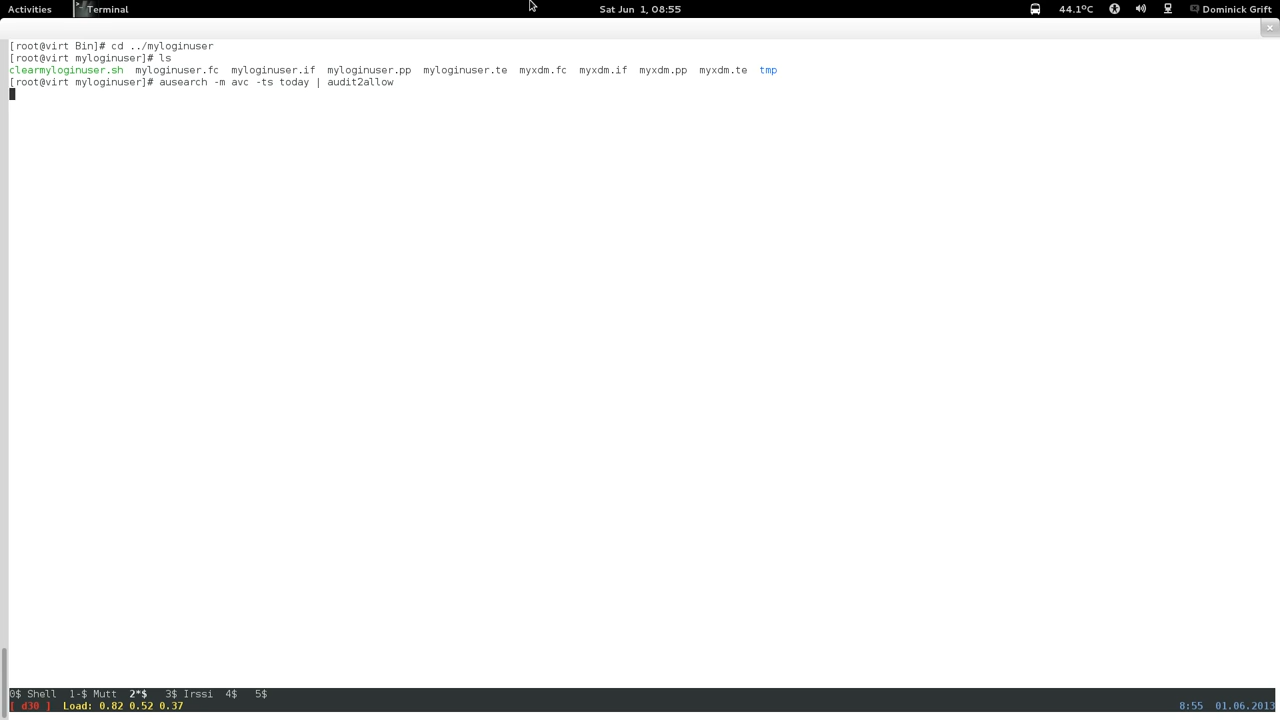 Activities Terminal Sat Jun 1, 08:55 44.1ºC Dominick Grift
[root@virt Bin]# cd ../myloginuser
[root@virt myloginuser]# ls
clearmyloginuser.sh myloginuser.fc myloginuser.if myloginuser.pp myloginuser.te myxdm.fc myxdm.if myxdm.pp myxdm.te tmp
[root@virt myloginuser]# ausearch -m avc -ts today | audit2allow
0$ Shell 1-$ Mutt 2*$ 3$ Irssi 4$ 5$
[ d30 ] Load: 0.82 0.52 0.37 8:55 01.06.2013